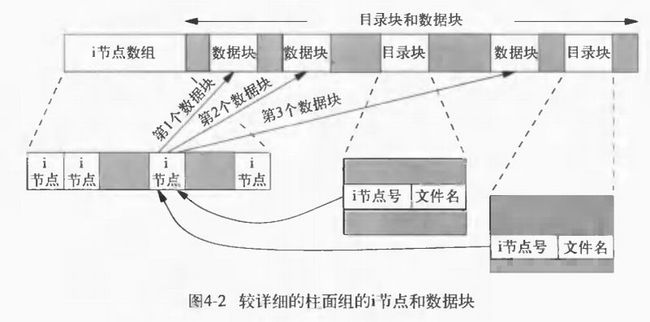 目录块和数据块
i节点数组
数据块
数据块
目录块
数据块
目录块
第1个数据块
第2个数据块
第3个数据块
i
节点
i
节点
i
节点
i
节点
i节点号
文件名
i节点号
文件名
图4-2 较详细的柱面组的i节点和数据块